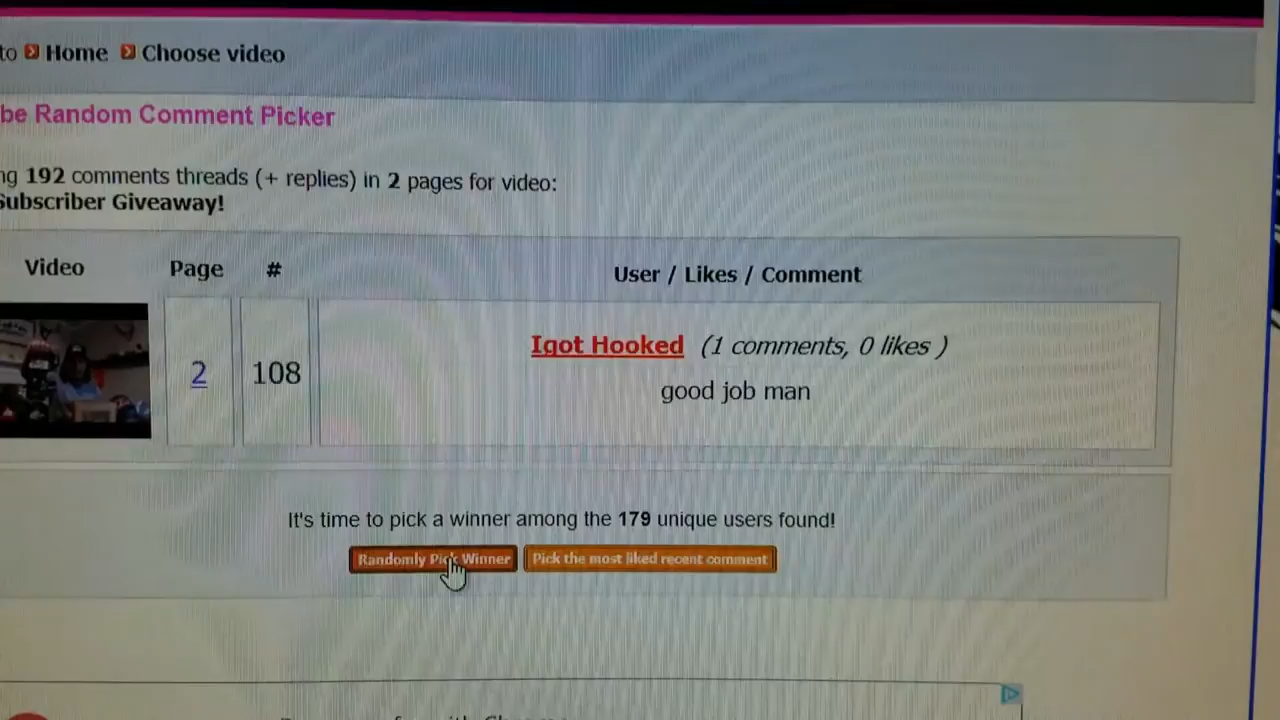 to Home Choose video
be Random Comment Picker
ng 192 comments threads (+ replies) in 2 pages for video:
Subscriber Giveaway!
Video Page # User / Likes / Comment
2 108 Igot Hooked (1 comments, 0 likes )
good job man
It's time to pick a winner among the 179 unique users found!
Randomly Pick Winner Pick the most liked recent comment